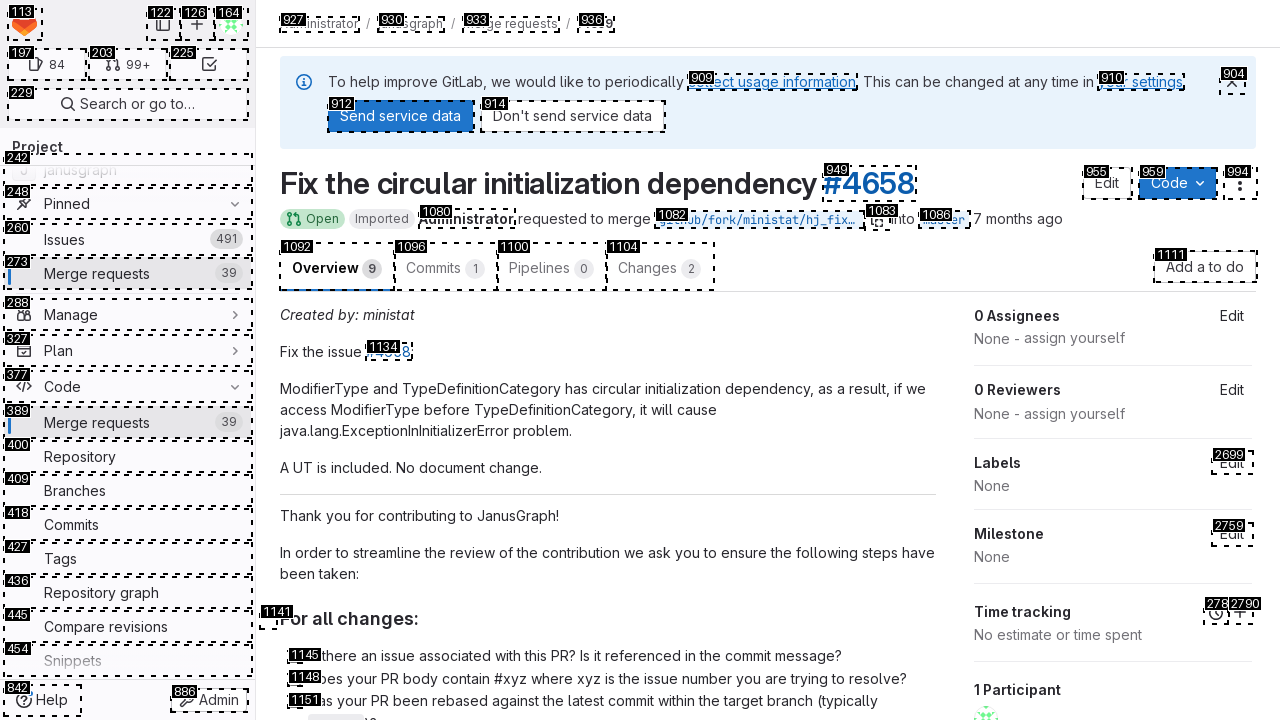 113
122
126
164
197
84
203
99+
225
229
Search or go to…
Project
242
janusgraph
248
Pinned
260
Issues
491
273
Merge requests
39
288
Manage
327
Plan
377
Code
389
Merge requests
39
400
Repository
409
Branches
418
Commits
427
Tags
436
Repository graph
445
Compare revisions
454
Snippets
842
Help
886
Admin
927 930 933 936
/ / Merge requests /
909 910 904
To help improve GitLab, we would like to periodically collect usage information. This can be changed at any time in your settings.
912 914
Send service data Don't send service data
949 955 959 994
Fix the circular initialization dependency #4658 Edit Code
1080 1082 1083 1086
Open Imported Administrator requested to merge github/fork/ministat/hj_fix… into master 7 months ago
1092 1096 1100 1104 1111
Overview 9 Commits 1 Pipelines 0 Changes 2 Add a to do
Created by: ministat
1134
Fix the issue #4658
ModifierType and TypeDefinitionCategory has circular initialization dependency, as a result, if we
access ModifierType before TypeDefinitionCategory, it will cause
java.lang.ExceptionInInitializerError problem.
A UT is included. No document change.
Thank you for contributing to JanusGraph!
In order to streamline the review of the contribution we ask you to ensure the following steps have
been taken:
1141
For all changes:
1145
there an issue associated with this PR? Is it referenced in the commit message?
1148
oes your PR body contain #xyz where xyz is the issue number you are trying to resolve?
1151
as your PR been rebased against the latest commit within the target branch (typically
0 Assignees Edit
None - assign yourself
0 Reviewers Edit
None - assign yourself
2699
Labels Edit
None
2759
Milestone Edit
None
278 2790
Time tracking
No estimate or time spent
1 Participant